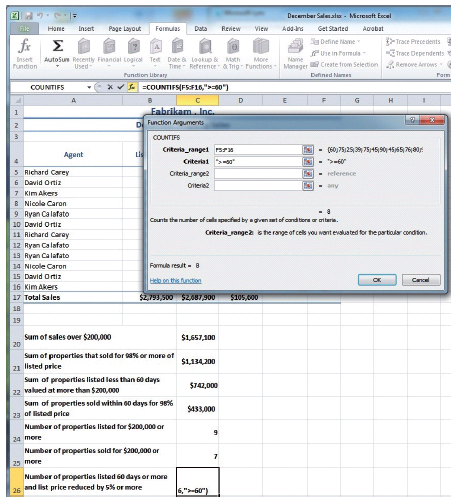 December Sales.xlsx - Microsoft Excel
File Home Insert Page Layout Formulas Data Review View Add-Ins Get Started Acrobat
Insert Function
AutoSum Recently Used Financial Logical Text Date & Time Lookup & Reference Math & Trig More Functions
Name Manager
Define Name
Use in Formula
Create from Selection
Trace Precedents
Trace Dependents
Remove Arrows
Function Library Defined Names Form
COUNTIFS =COUNTIFS(F5:F16,">=60")
A B C D E F G H I
1 Fabrikam , Inc.
2 D
3
4 Agent Lis
5 Richard Carey
6 David Ortiz
7 Kim Akers
8 Nicole Caron
9 Ryan Calafato
10 David Ortiz
11 Richard Carey
12 Ryan Calafato
13 Ryan Calafato
14 Nicole Caron
15 David Ortiz
16 Kim Akers
17 Total Sales $2,793,500 $2,687,900 $105,600
18
19
20 Sum of sales over $200,000 $1,657,100
Sum of properties that sold for 98% or more of
21 listed price $1,134,200
Sum of properties listed less than 60 days
22 valued at more than $200,000 $742,000
Sum of properties sold within 60 days for 98%
23 of listed price $433,000
Number of properties listed for $200,000 or
24 more 9
Number of properties sold for $200,000 or
25 more 7
Number of properties listed 60 days or more
26 and list price reduced by 5% or more 6,">=60")
Function Arguments
COUNTIFS
Criteria_range1 F5:F16 = {60;75;25;39;75;45;90;45;65;76;80;
Criteria1 ">=60" = ">=60"
Criteria_range2 = reference
Criteria2 = any
= 8
Counts the number of cells specified by a given set of conditions or criteria.
Criteria_range2: is the range of cells you want evaluated for the particular condition.
Formula result = 8
Help on this function
OK Cancel